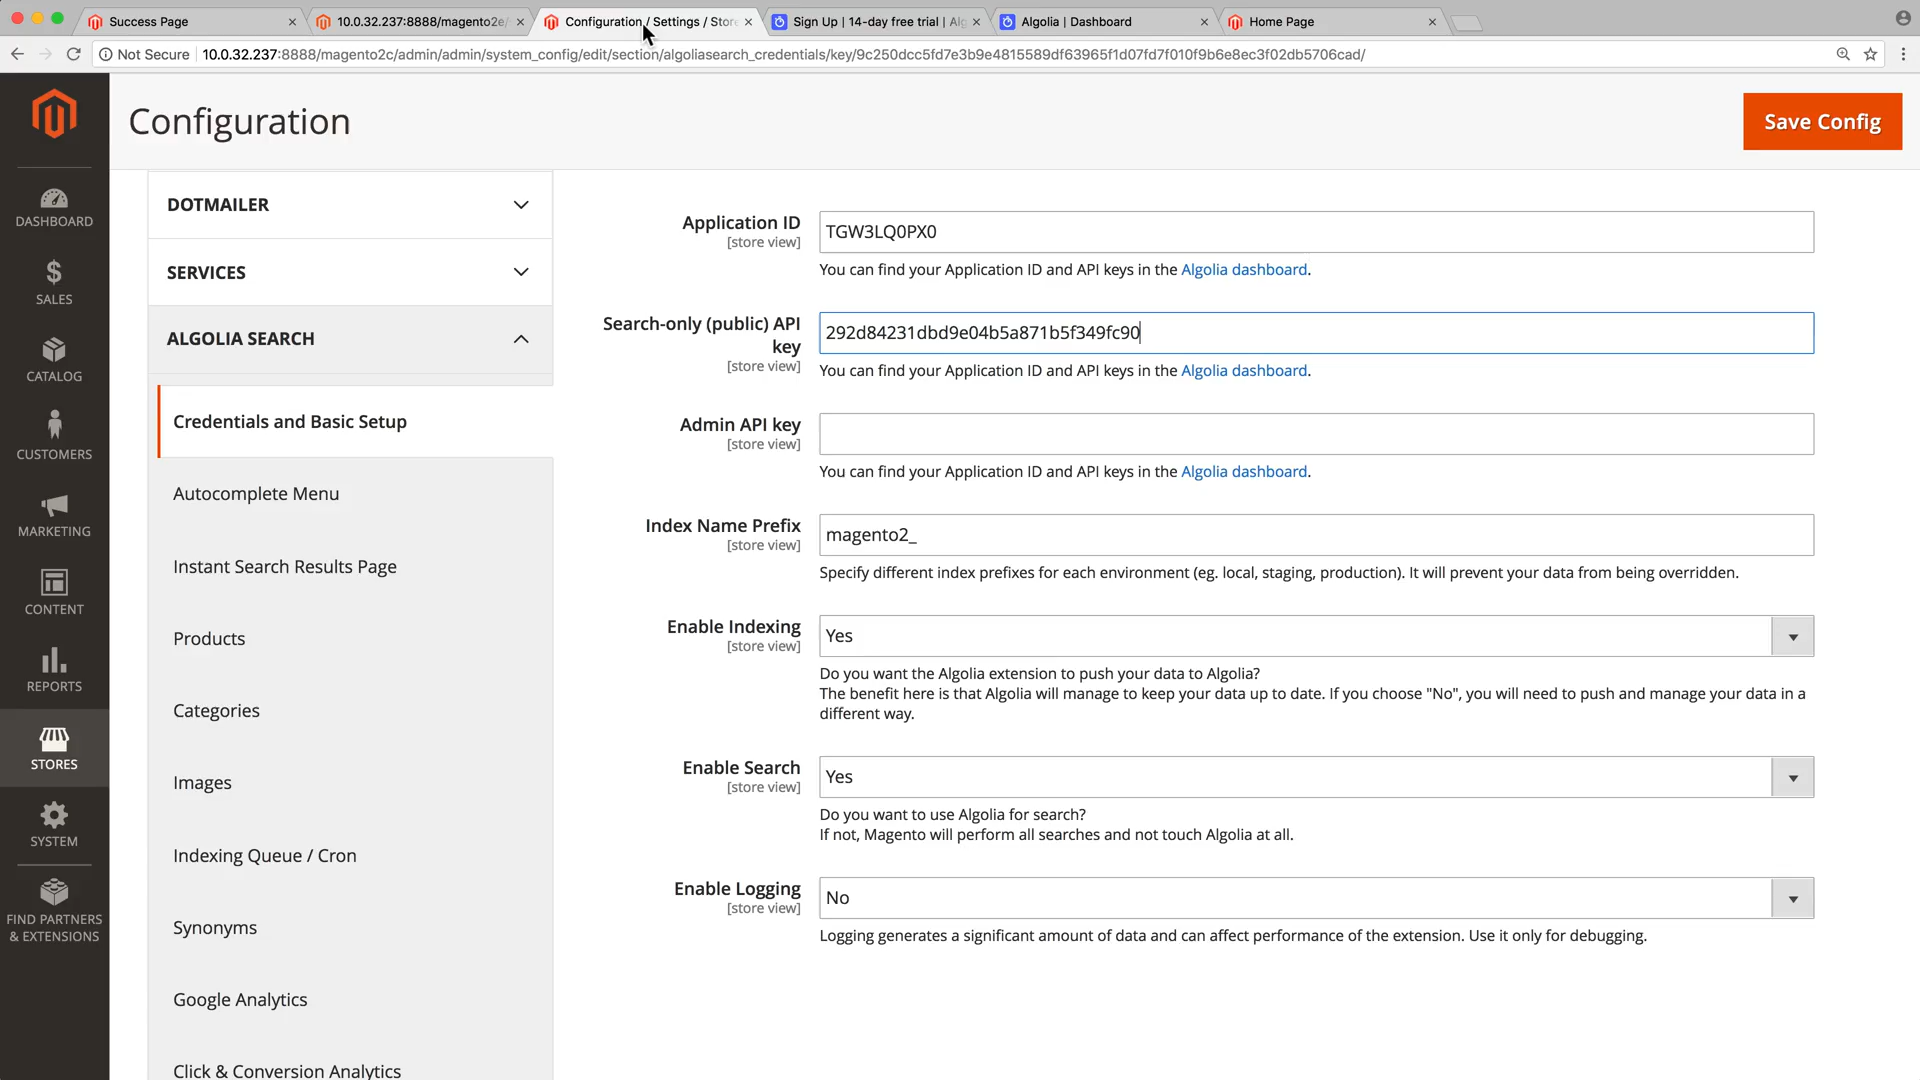 Success Page
10.0.32.237:8888/magento2e/
Configuration / Settings / Store
Sign Up | 14-day free trial | Alg
Algolia | Dashboard
Home Page
Not Secure
10.0.32.237:8888/magento2c/admin/admin/system_config/edit/section/algoliasearch_credentials/key/9c250dcc5fd7e3b9e4815589df63965f1d07fd7f010f9b6e8ec3f02db5706cad/
Configuration
Save Config
DASHBOARD
SALES
CATALOG
CUSTOMERS
MARKETING
CONTENT
REPORTS
STORES
SYSTEM
FIND PARTNERS
& EXTENSIONS
DOTMAILER
SERVICES
ALGOLIA SEARCH
Credentials and Basic Setup
Autocomplete Menu
Instant Search Results Page
Products
Categories
Images
Indexing Queue / Cron
Synonyms
Google Analytics
Click & Conversion Analytics
Application ID
[store view]
TGW3LQ0PX0
You can find your Application ID and API keys in the Algolia dashboard.
Search-only (public) API
key
[store view]
292d84231dbd9e04b5a871b5f349fc90
You can find your Application ID and API keys in the Algolia dashboard.
Admin API key
[store view]
You can find your Application ID and API keys in the Algolia dashboard.
Index Name Prefix
[store view]
magento2_
Specify different index prefixes for each environment (eg. local, staging, production). It will prevent your data from being overridden.
Enable Indexing
[store view]
Yes
Do you want the Algolia extension to push your data to Algolia?
The benefit here is that Algolia will manage to keep your data up to date. If you choose "No", you will need to push and manage your data in a
different way.
Enable Search
[store view]
Yes
Do you want to use Algolia for search?
If not, Magento will perform all searches and not touch Algolia at all.
Enable Logging
[store view]
No
Logging generates a significant amount of data and can affect performance of the extension. Use it only for debugging.